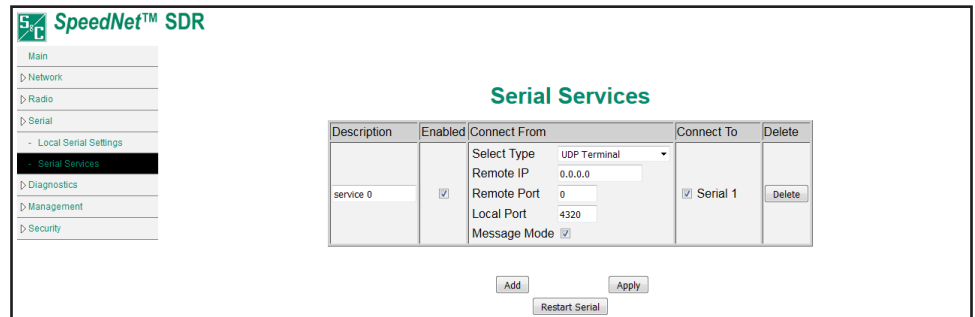 S&C SpeedNet™ SDR
Main
Network
Radio
Serial
- Local Serial Settings
- Serial Services
Diagnostics
Management
Security
Serial Services
Description Enabled Connect From Connect To Delete
service 0
Select Type UDP Terminal
Remote IP 0.0.0.0
Remote Port 0
Local Port 4320
Message Mode
Serial 1
Delete
Add Apply
Restart Serial